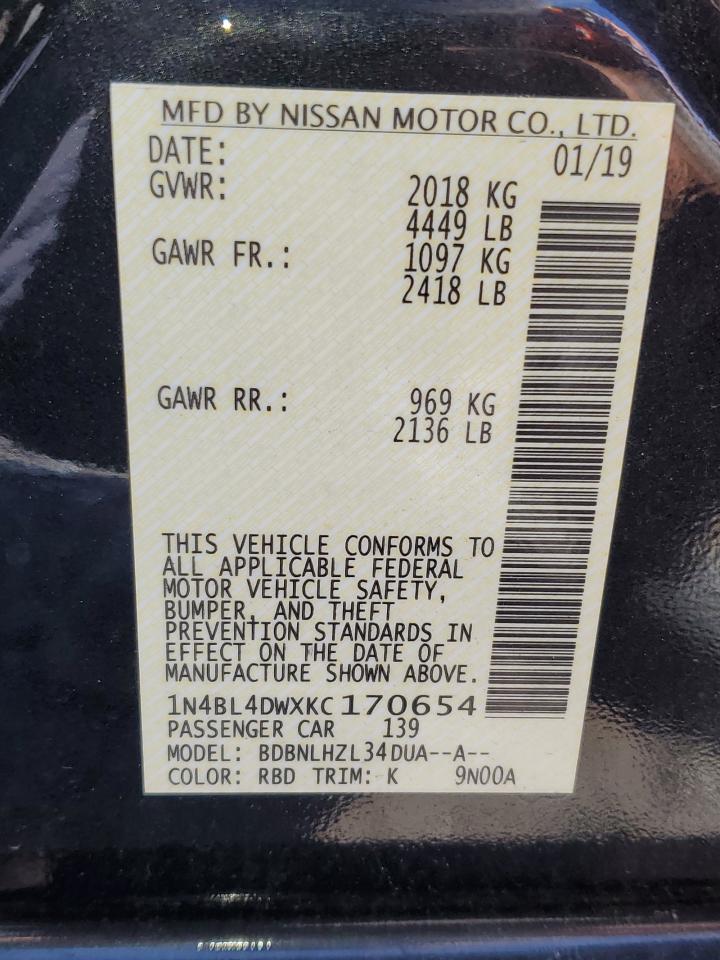 MFD BY NISSAN MOTOR CO., LTD.
DATE: 01/19
GVWR: 2018 KG
4449 LB
GAWR FR.: 1097 KG
2418 LB
GAWR RR.: 969 KG
2136 LB
THIS VEHICLE CONFORMS TO
ALL APPLICABLE FEDERAL
MOTOR VEHICLE SAFETY,
BUMPER, AND THEFT
PREVENTION STANDARDS IN
EFFECT ON THE DATE OF
MANUFACTURE SHOWN ABOVE.
1N4BL4DWXKC170654
PASSENGER CAR 139
MODEL: BDBNLHZL34DUA--A--
COLOR: RBD TRIM: K 9N00A